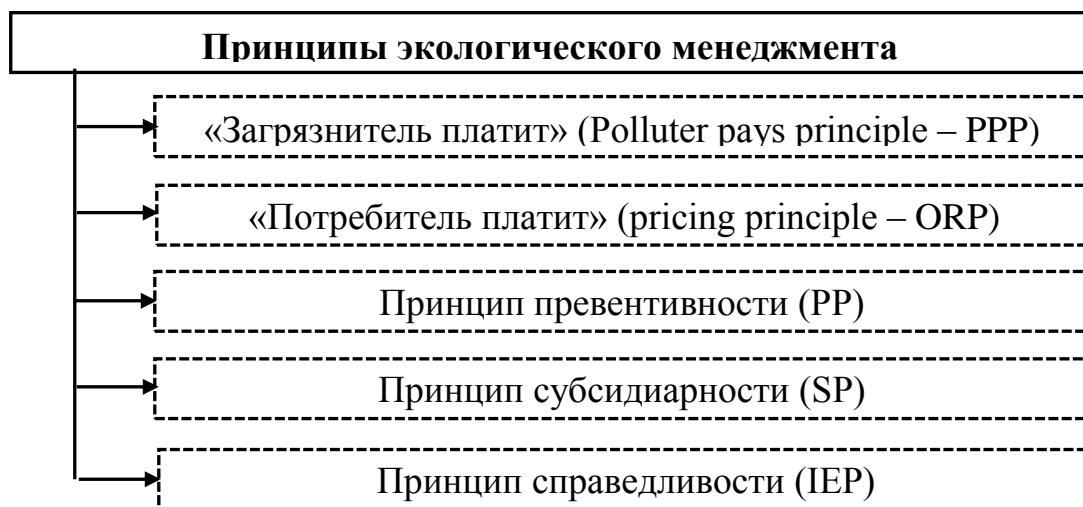 Принципы экологического менеджмента
«Загрязнитель платит» (Polluter pays principle – PPP)
«Потребитель платит» (pricing principle – ORP)
Принцип превентивности (PP)
Принцип субсидиарности (SP)
Принцип справедливости (IEP)